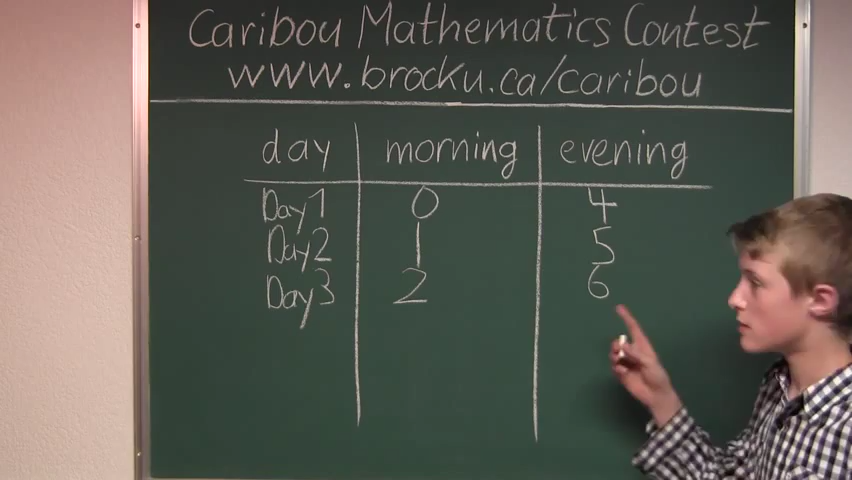 Caribou Mathematics Contest
www.brocku.ca/caribou
day morning evening
Day1 0 4
Day2 1 5
Day3 2 6